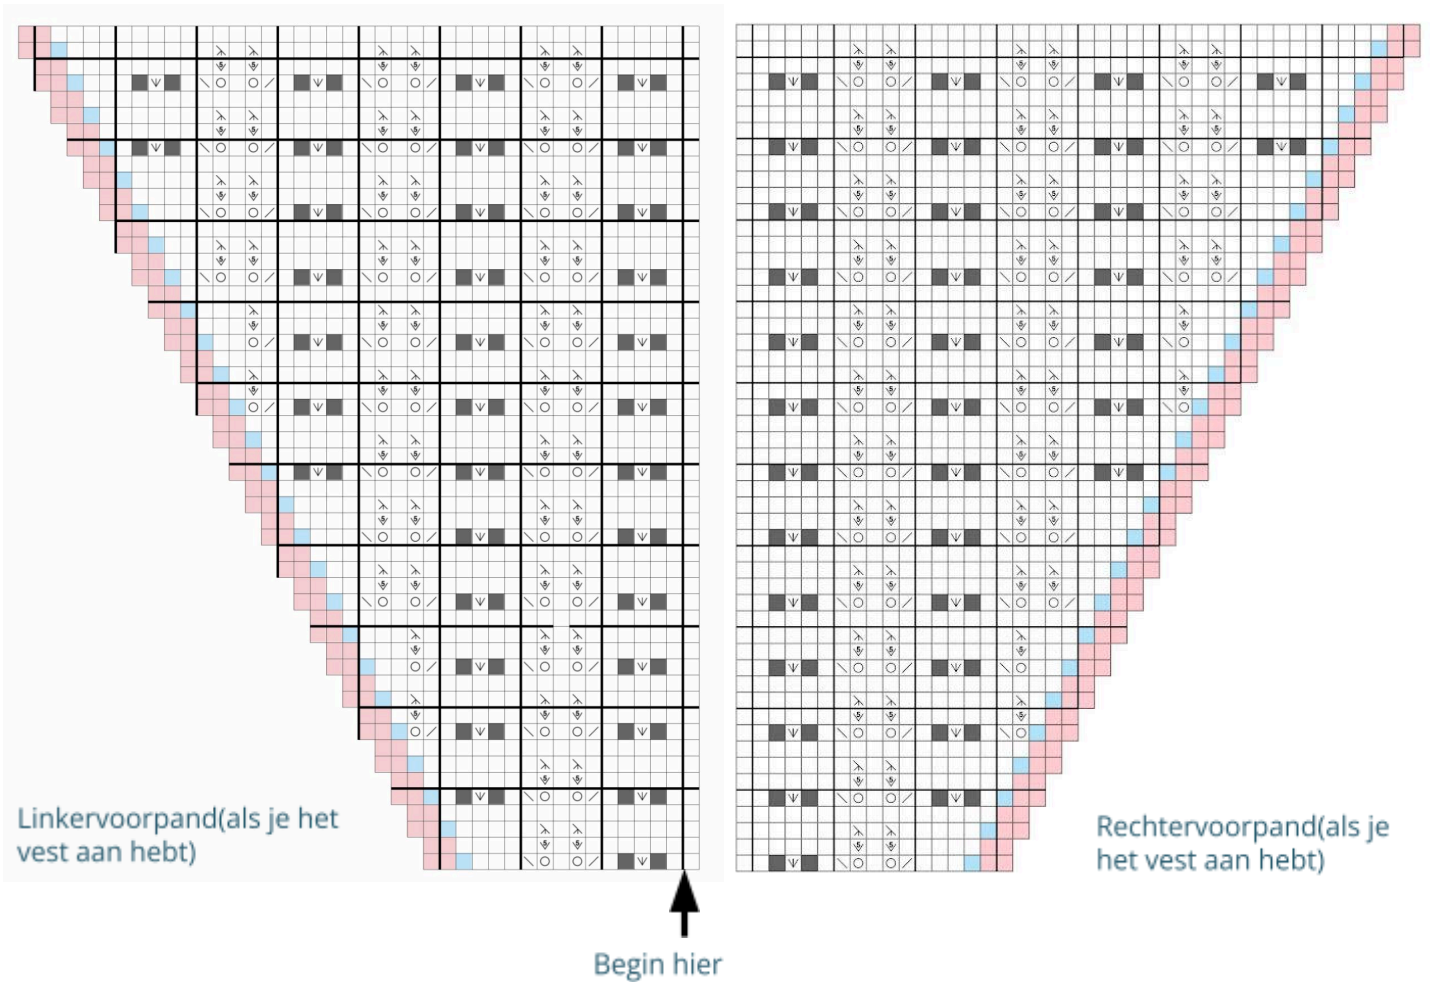 Linkervoorpand(als je het
vest aan hebt)
Rechtervoorpand(als je
het vest aan hebt)
Begin hier